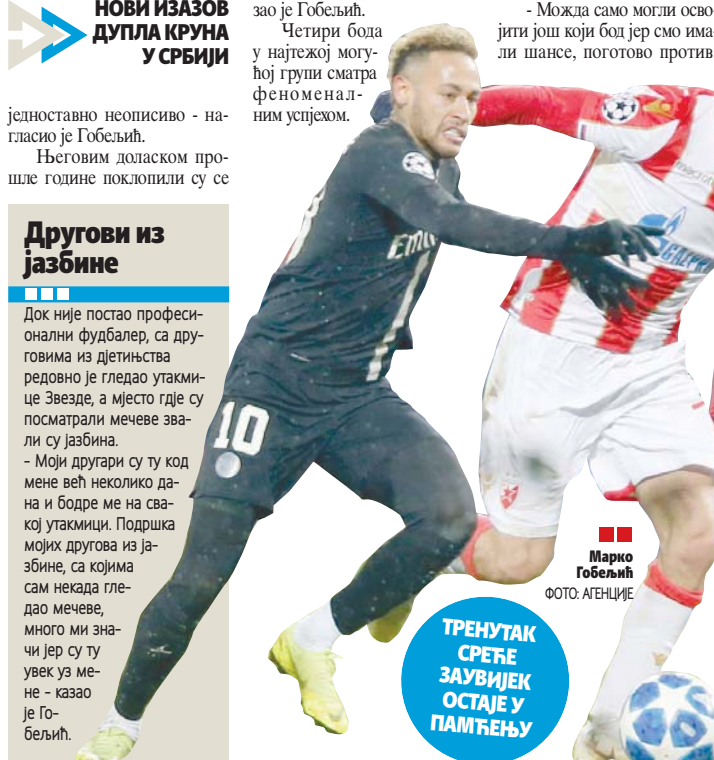 НОВИ ИЗАЗОВ
ДУПЛА КРУНА
У СРБИЈИ
једноставно неописиво - на-
гласио је Гобељић.
Његовим доласком про-
шле године поклопили су се
зао је Гобељић.
Четири бода
у најтежој могу-
ћој групи сматра
феноменал-
ним успјехом.
- Можда само могли осво-
јити још који бод јер смо има-
ли шансе, поготово против
Другови из
јазбине
Док није постао професи-
онални фудбалер, са дру-
говима из дјетињства
редовно је гледао утакми-
це Звезде, а мјесто гдје су
посматрали мечеве зва-
ли су јазбина.
- Моји другари су ту код
мене већ неколико да-
на и бодре ме на сва-
кој утакмици. Подршка
мојих другова из ја-
збине, са којима
сам некада гле-
дао мечеве,
много ми зна-
чи јер су ту
увек уз ме-
не - казао
је Го-
бељић.
10
Марко
Гобељић
ФОТО: АГЕНЦИЈЕ
ТРЕНУТАК
СРЕЋЕ
ЗАУВИЈЕК
ОСТАЈЕ У
ПАМЋЕЊУ